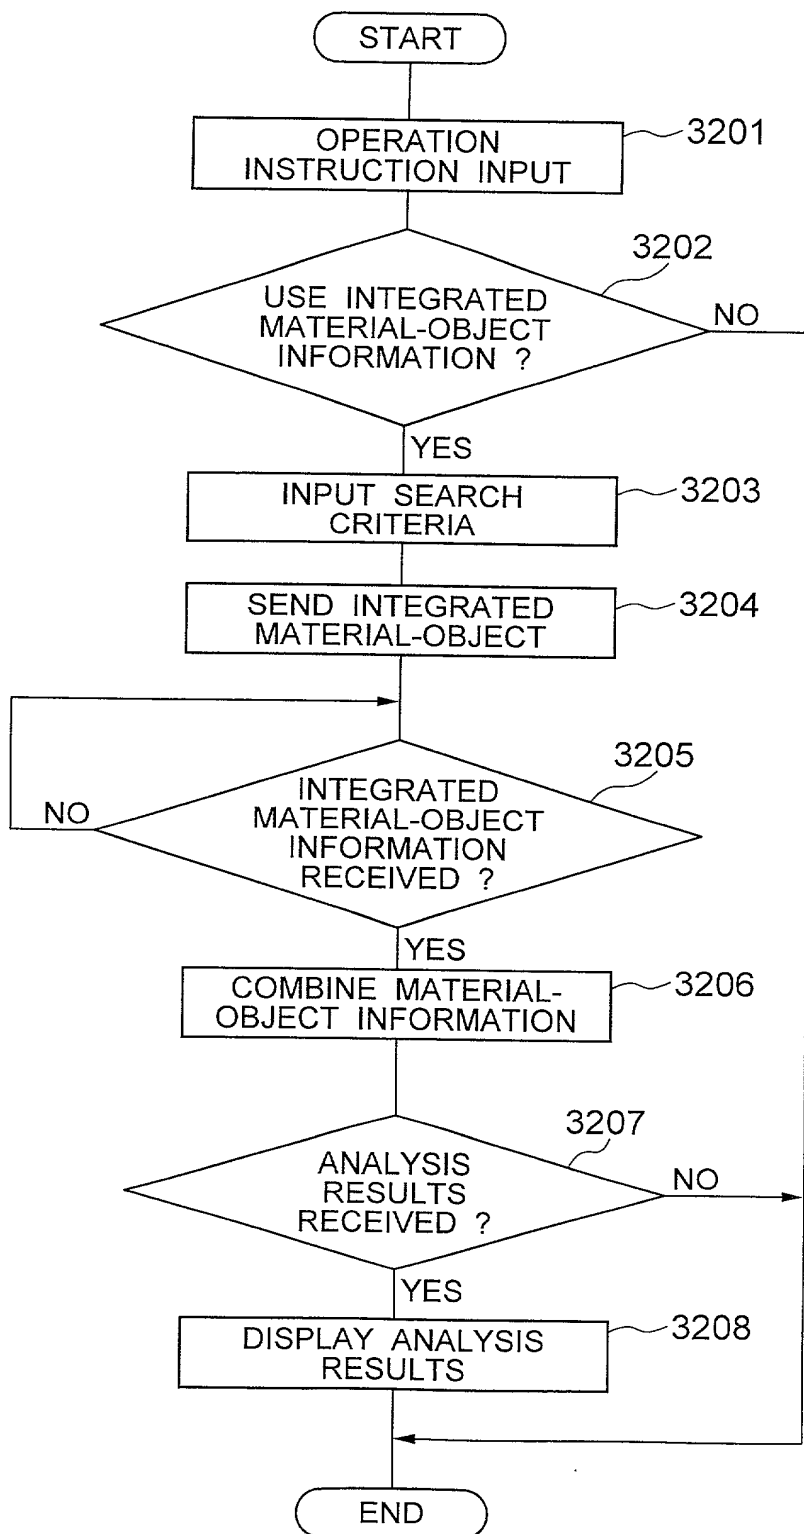 START
OPERATION
INSTRUCTION INPUT
3201
3202
USE INTEGRATED
MATERIAL-OBJECT
INFORMATION ?
NO
YES
INPUT SEARCH
CRITERIA
3203
SEND INTEGRATED
MATERIAL-OBJECT
3204
3205
INTEGRATED
MATERIAL-OBJECT
INFORMATION
RECEIVED ?
NO
YES
COMBINE MATERIAL-
OBJECT INFORMATION
3206
3207
ANALYSIS
RESULTS
RECEIVED ?
NO
YES
DISPLAY ANALYSIS
RESULTS
3208
END